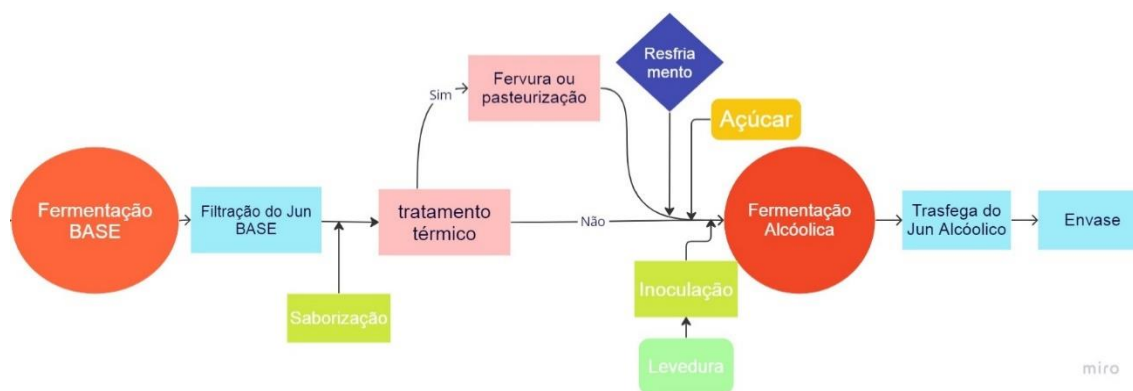 Resfria
mento
Fervura ou
pasteurização
Sim
Açúcar
Fermentação
BASE
Filtração do Jun
BASE
tratamento
térmico
Não
Fermentação
Alcóolica
Trasfega do
Jun Alcóolico
Envase
Saborização
Inoculação
Levedura
miro